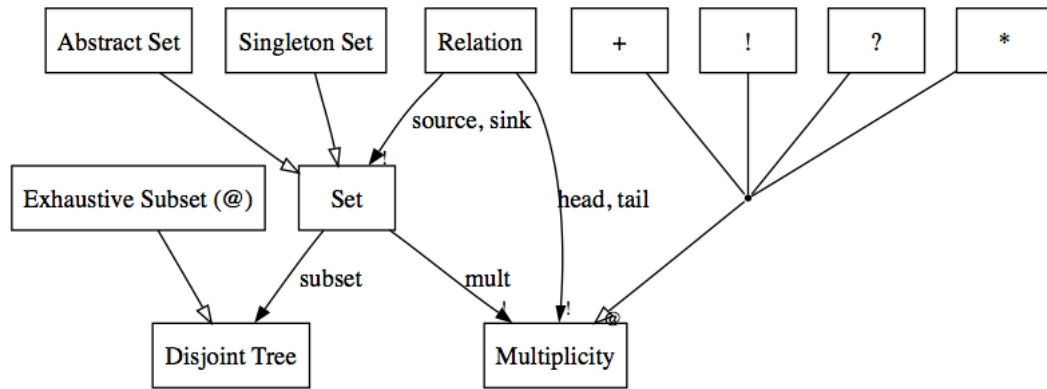 Abstract Set
Singleton Set
Relation
+
!
?
*
source, sink
!
Exhaustive Subset (@)
Set
head, tail
subset
mult
!
!
@
Disjoint Tree
Multiplicity